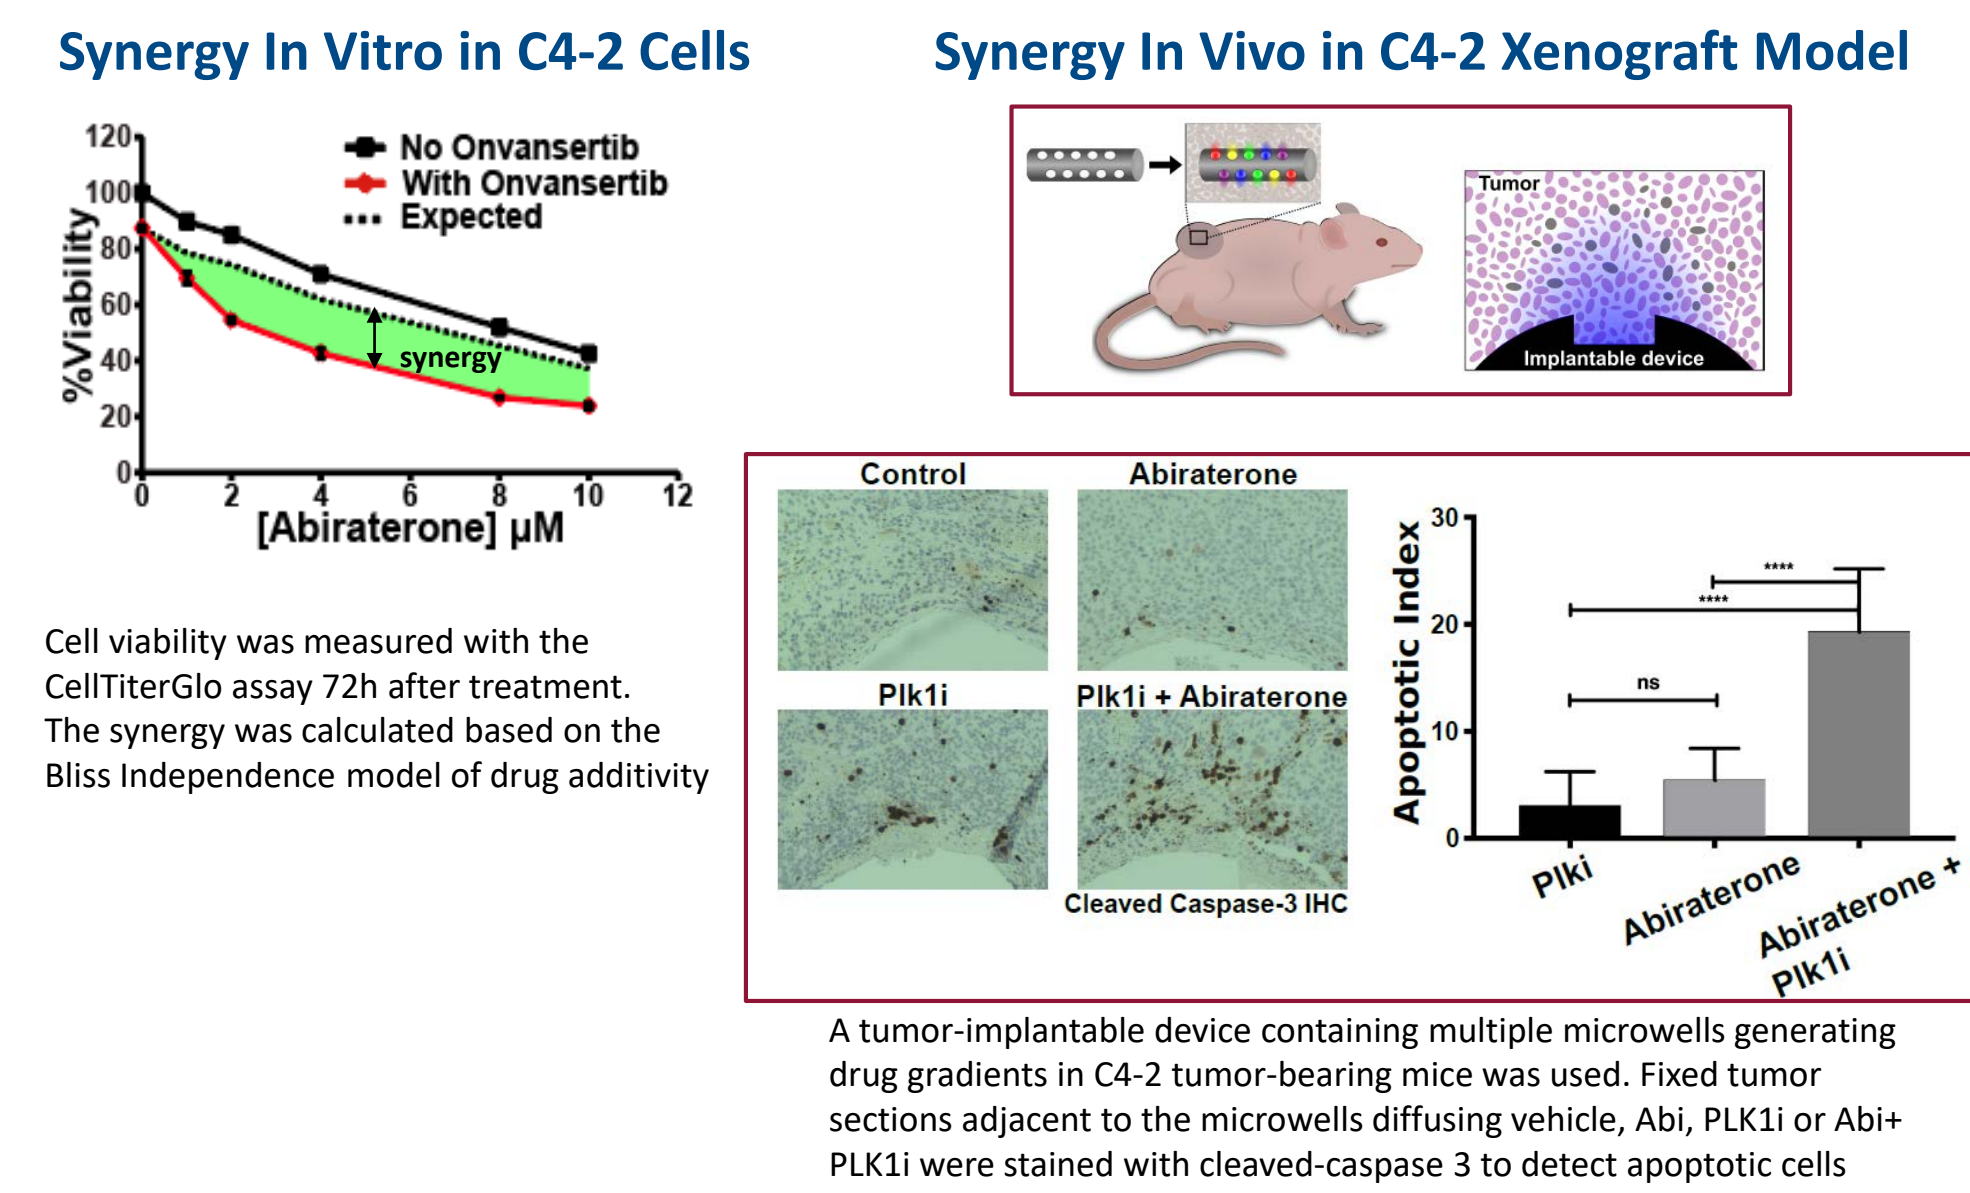 Synergy In Vitro in C4-2 Cells
120
100
80
60
40
20
0
%Viability
No Onvansertib
With Onvansertib
Expected
synergy
0 2 4 6 8 10 12
[Abiraterone] µM
Cell viability was measured with the
CellTiterGlo assay 72h after treatment.
The synergy was calculated based on the
Bliss Independence model of drug additivity
Synergy In Vivo in C4-2 Xenograft Model
Tumor
Implantable device
Control
Abiraterone
Plk1i
Plk1i + Abiraterone
Cleaved Caspase-3 IHC
Apoptotic Index
30
20
10
0
****
****
ns
Plki
Abiraterone
Abiraterone +
Plk1i
A tumor-implantable device containing multiple microwells generating
drug gradients in C4-2 tumor-bearing mice was used. Fixed tumor
sections adjacent to the microwells diffusing vehicle, Abi, PLK1i or Abi+
PLK1i were stained with cleaved-caspase 3 to detect apoptotic cells